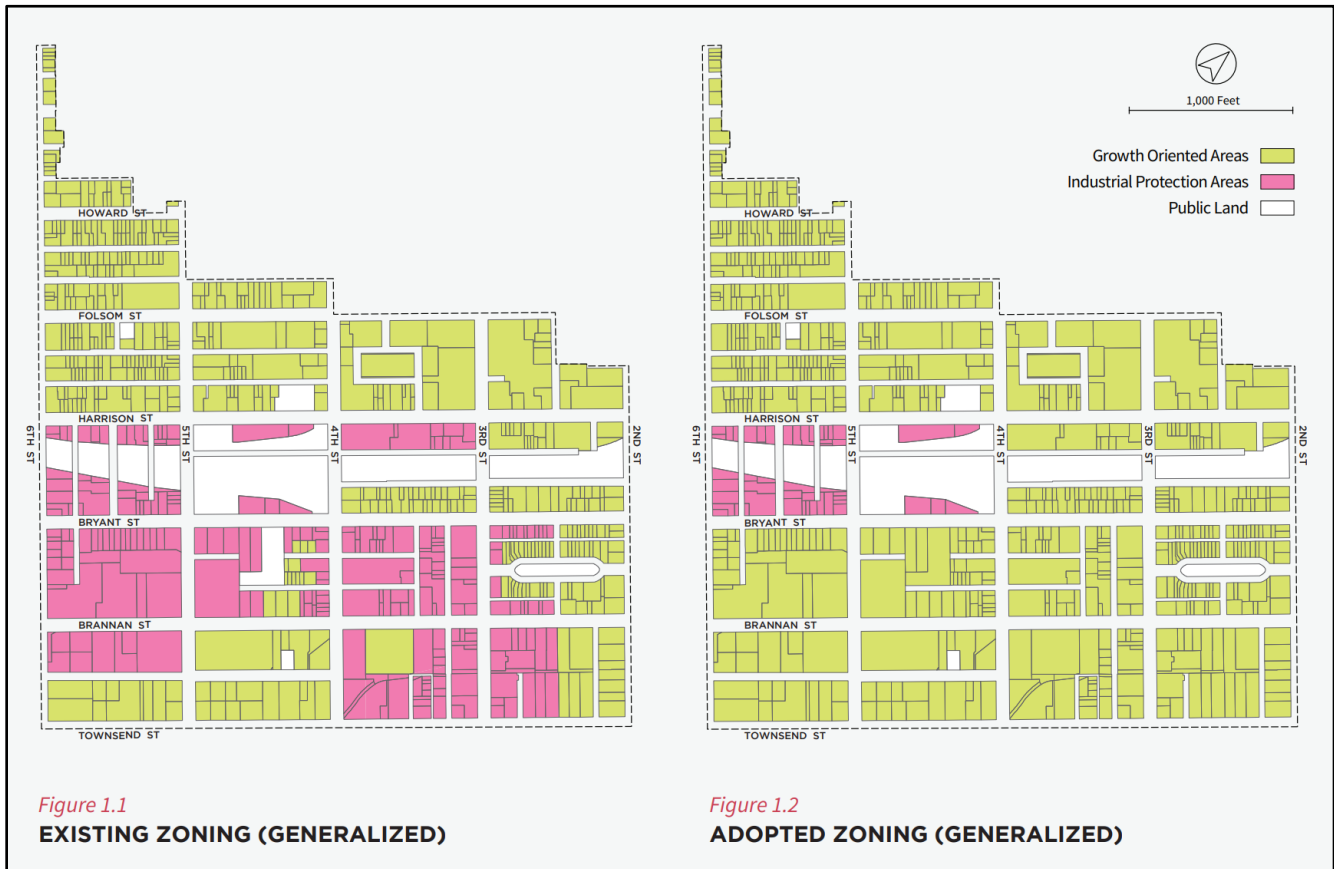 HOWARD ST
FOLSOM ST
HARRISON ST
6TH ST
5TH ST
4TH ST
3RD ST
2ND ST
BRYANT ST
BRANNAN ST
TOWNSEND ST
Figure 1.1
EXISTING ZONING (GENERALIZED)
1,000 Feet
Growth Oriented Areas
Industrial Protection Areas
Public Land
HOWARD ST
FOLSOM ST
HARRISON ST
6TH ST
5TH ST
4TH ST
3RD ST
2ND ST
BRYANT ST
BRANNAN ST
TOWNSEND ST
Figure 1.2
ADOPTED ZONING (GENERALIZED)